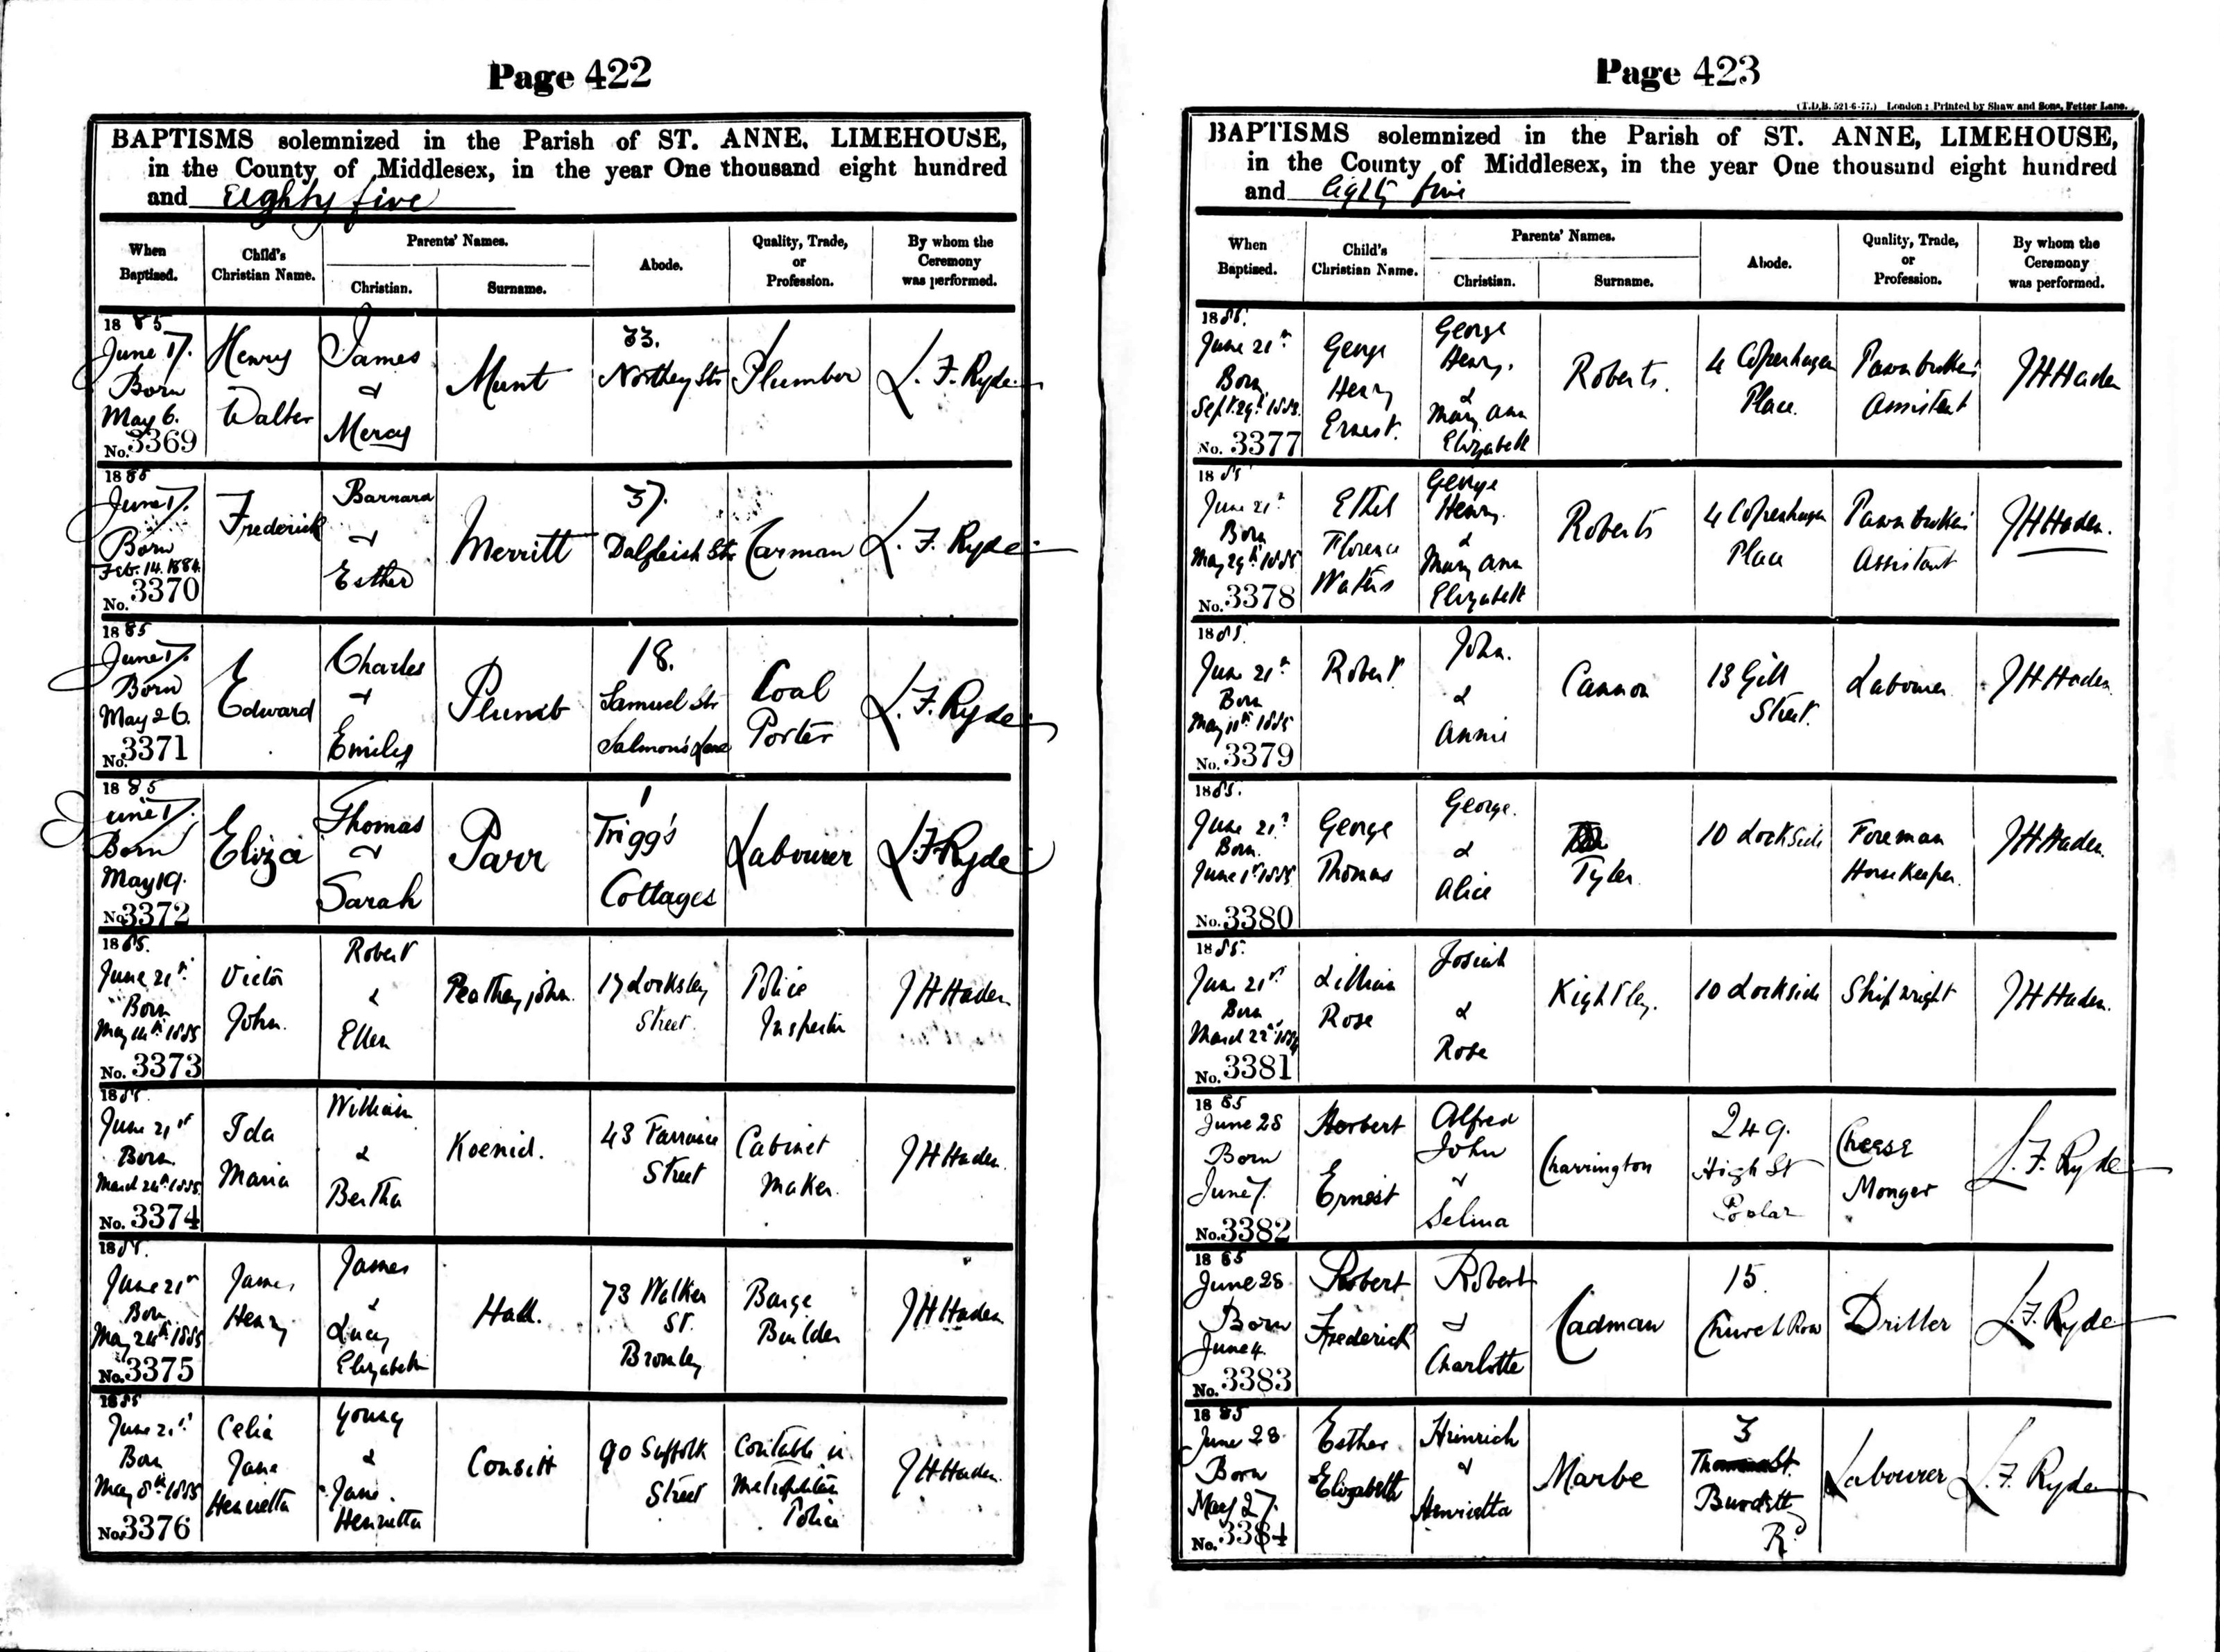 Page 422
BAPTISMS solemnized in the Parish of ST. ANNE, LIMEHOUSE,
in the County of Middlesex, in the year One thousand eight hundred
and Eighty five
When Baptized. Child's Christian Name. Parents' Names. Christian. Surname. Abode. Quality, Trade, or Profession. By whom the Ceremony was performed.
1885 June 17. Born May 6. No. 3369 Henry Walter James & Mercy Munt 33. Northey Str Plumber L. F. Ryde
1885 June 17. Born Feb. 14. 1884. No. 3370 Frederick Barnard & Esther Merritt 37. Dalgleish Str Carman L. F. Ryde
1885 June 17. Born May 26. No. 3371 Edward Charles & Emily Plumb 18. Samuel Str Salmon's Lane Coal Porter L. F. Ryde
1885 June 17. Born May 19. No. 3372 Eliza Thomas & Sarah Parr 1 Trigg's Cottages Labourer L. F. Ryde
1885. June 21st Born May 14th 1885 No. 3373 Victor John. Robert & Ellen Peatheyjohn. 17 Locksley Street. Police Inspector J H Haden
1885. June 21st Born. March 24th 1885. No. 3374 Ida Maria William & Bertha Koenid. 43 Farrance Street Cabinet Maker. J H Haden.
1885. June 21st Born May 24th 1885 No. 3375 James Henry James & Lucy Elizabeth Hall. 73 Walker St. Bromley Barge Builder J H Haden
1885 June 21st Born May 8th 1885 No. 3376 Celia Jane Henrietta Young & Jane Henrietta Consitt 90 Suffolk Street Constable in Metropolitan Police J H Haden.
Page 423
(T.D.B. 521-6-77.) London: Printed by Shaw and Sons, Fetter Lane.
BAPTISMS solemnized in the Parish of ST. ANNE, LIMEHOUSE,
in the County of Middlesex, in the year One thousand eight hundred
and eighty five
When Baptized. Child's Christian Name. Parents' Names. Christian. Surname. Abode. Quality, Trade, or Profession. By whom the Ceremony was performed.
1885. June 21st Born Sept. 29th 1883. No. 3377 George Henry Ernest. George Henry. & Mary Ann Elizabeth Roberts. 4 Copenhagen Place. Pawnbroker's Assistant J H Haden
1885 June 21st Born May 29th 1885 No. 3378 Ethel Florence Waters George Henry. & Mary Ann Elizabeth Roberts 4 Copenhagen Place Pawnbroker's Assistant J H Haden.
1885. June 21st Born May 11th 1885 No. 3379 Robert John. & Annie Cannon 13 Gill Street. Labourer J H Haden.
1885. June 21st Born. June 1st 1885 No. 3380 George Thomas George. & Alice Tyler. 10 Lockside Foreman Horsekeeper. J H Haden.
1885. June 21st Born March 22nd 1884 No. 3381 Lillian Rose Josiah & Rose Kightley. 10 Lockside Shipwright J H Haden.
1885 June 28 Born June 7. No. 3382 Herbert Ernest Alfred John & Selina Charrington 249. High St Poplar Cheese Monger L. F. Ryde
1885 June 28 Born June 4. No. 3383 Robert Frederick Robert & Charlotte Cadman 15 Church Row Driller L. F. Ryde
1885 June 28 Born May 27. No. 3384 Esther Elizabeth Hinrich & Henrietta Marbe 3 Thomas St. Burdett Rd Labourer L. F. Ryde